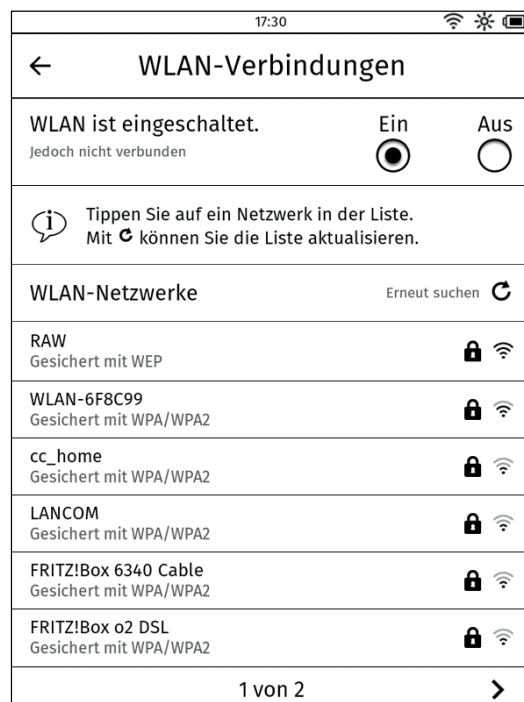 17:30
WLAN-Verbindungen
WLAN ist eingeschaltet.
Ein
Aus
Jedoch nicht verbunden
Tippen Sie auf ein Netzwerk in der Liste.
Mit können Sie die Liste aktualisieren.
WLAN-Netzwerke
Erneut suchen
RAW
Gesichert mit WEP
WLAN-6F8C99
Gesichert mit WPA/WPA2
cc_home
Gesichert mit WPA/WPA2
LANCOM
Gesichert mit WPA/WPA2
FRITZ!Box 6340 Cable
Gesichert mit WPA/WPA2
FRITZ!Box o2 DSL
Gesichert mit WPA/WPA2
1 von 2